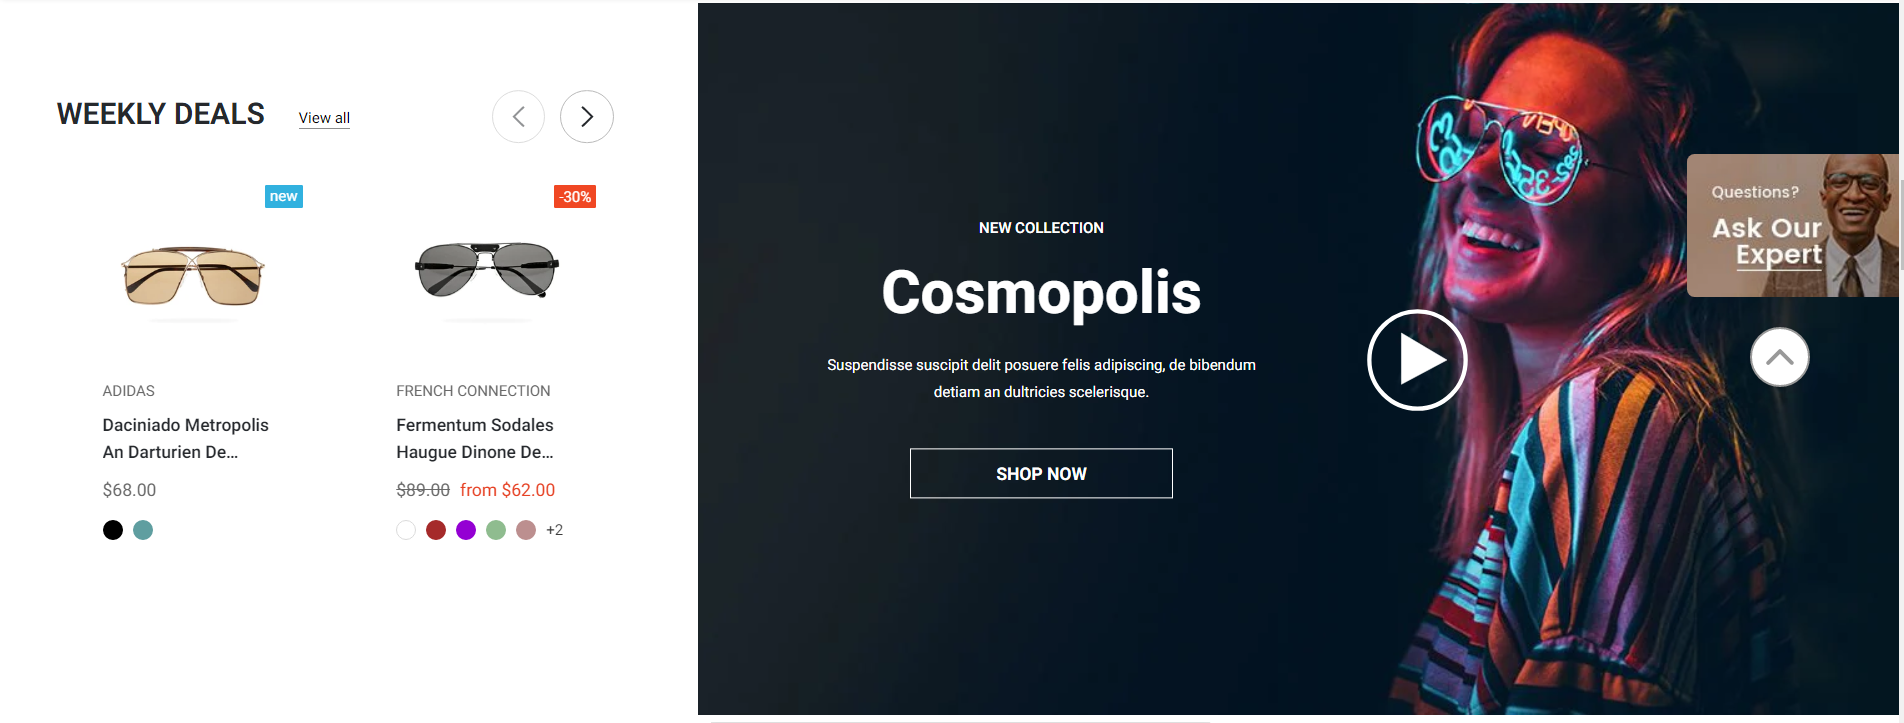 WEEKLY DEALS
View all
new
-30%
ADIDAS
Daciniado Metropolis
An Darturien De...
$68.00
FRENCH CONNECTION
Fermentum Sodales
Haugue Dinone De...
$89.00 from $62.00
+2
NEW COLLECTION
Cosmopolis
Suspendisse suscipit delit posuere felis adipiscing, de bibendum
detiam an dultricies scelerisque.
SHOP NOW
Questions?
Ask Our
Expert